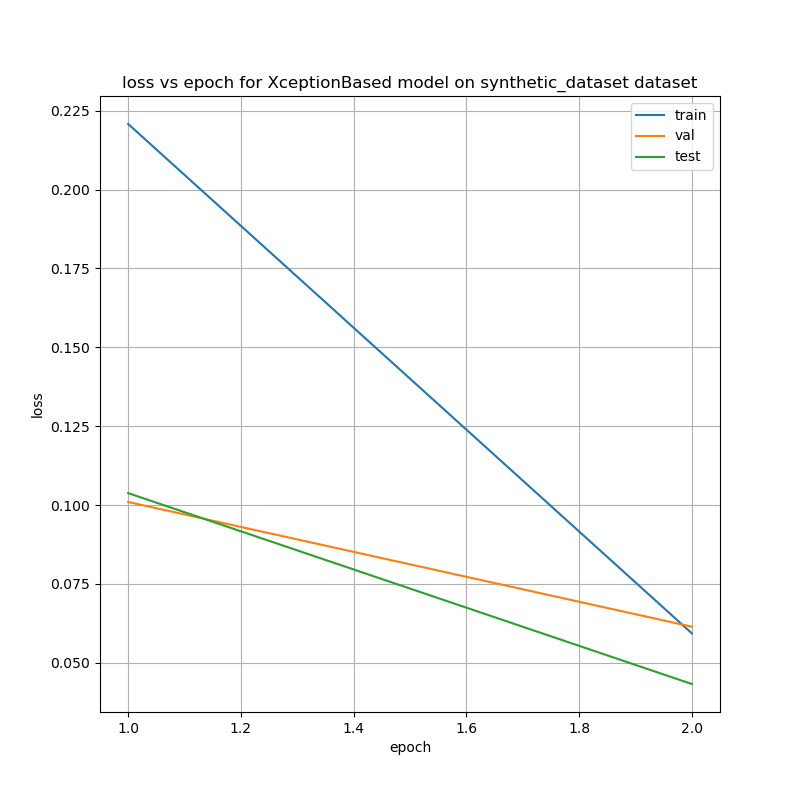 loss vs epoch for XceptionBased model on synthetic_dataset dataset
train
val
test
0.225
0.200
0.175
0.150
0.125
0.100
0.075
0.050
loss
1.0 1.2 1.4 1.6 1.8 2.0
epoch